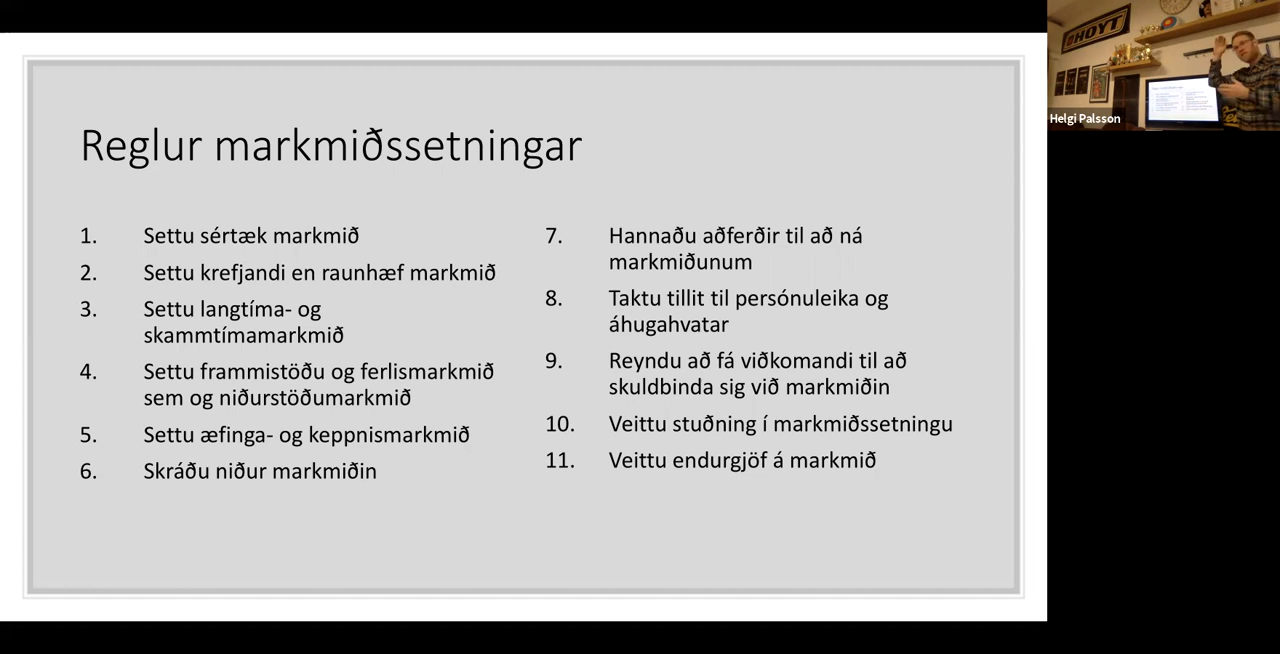 Reglur markmiðssetningar
1. Settu sértæk markmið
2. Settu krefjandi en raunhæf markmið
3. Settu langtíma- og
skammtímamarkmið
4. Settu frammistöðu og ferlismarkmið
sem og niðurstöðumarkmið
5. Settu æfinga- og keppnismarkmið
6. Skráðu niður markmiðin
7. Hannaðu aðferðir til að ná
markmiðunum
8. Taktu tillit til persónuleika og
áhugahvatar
9. Reyndu að fá viðkomandi til að
skuldbinda sig við markmiðin
10. Veittu stuðning í markmiðssetningu
11. Veittu endurgjöf á markmið
HOYT
Helgi Palsson